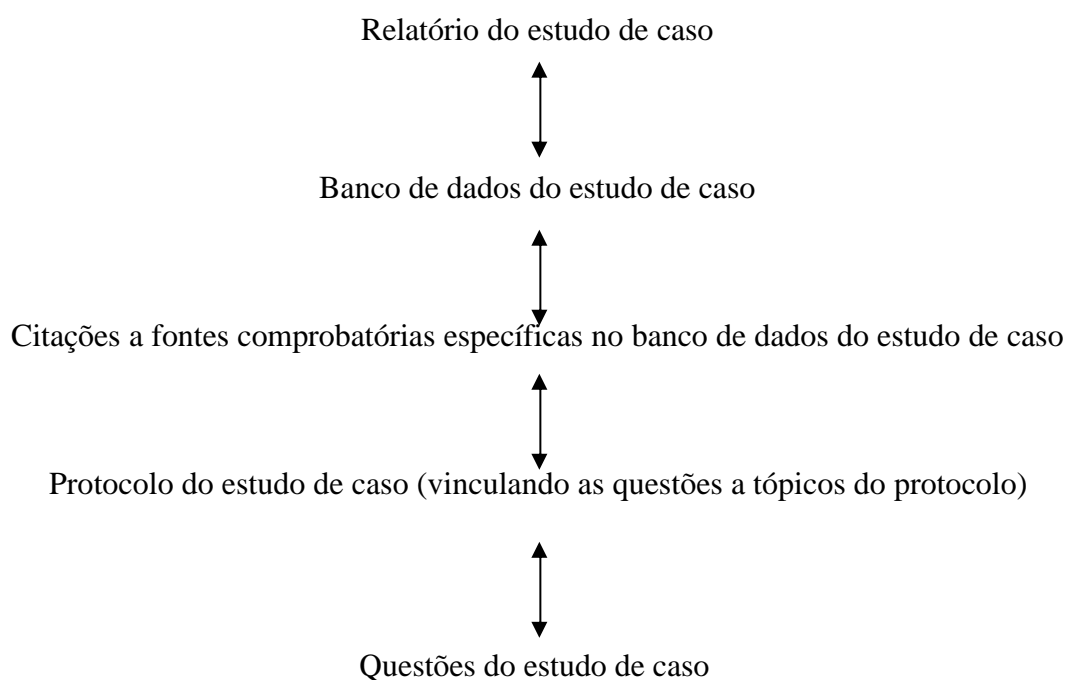 Relatório do estudo de caso
Banco de dados do estudo de caso
Citações a fontes comprobatórias específicas no banco de dados do estudo de caso
Protocolo do estudo de caso (vinculando as questões a tópicos do protocolo)
Questões do estudo de caso